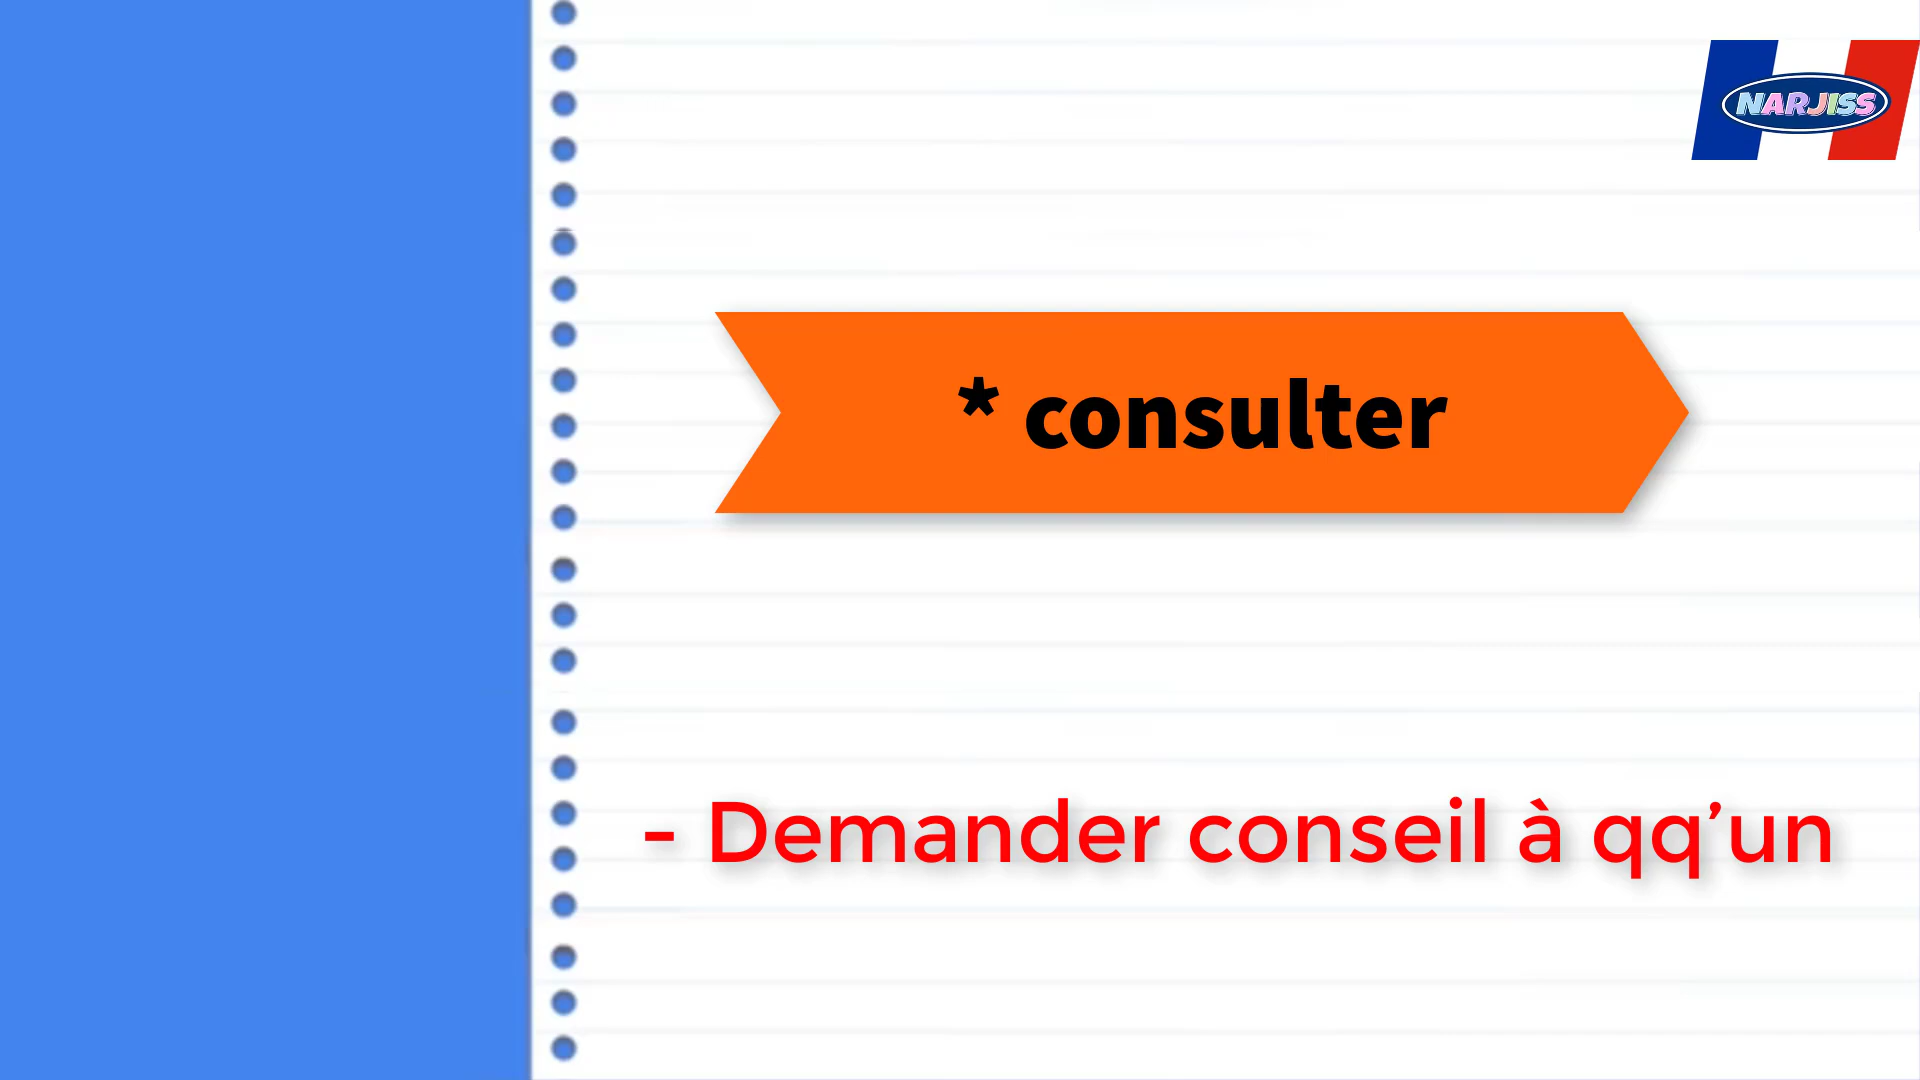 NARJISS
* consulter
- Demander conseil à qq’un